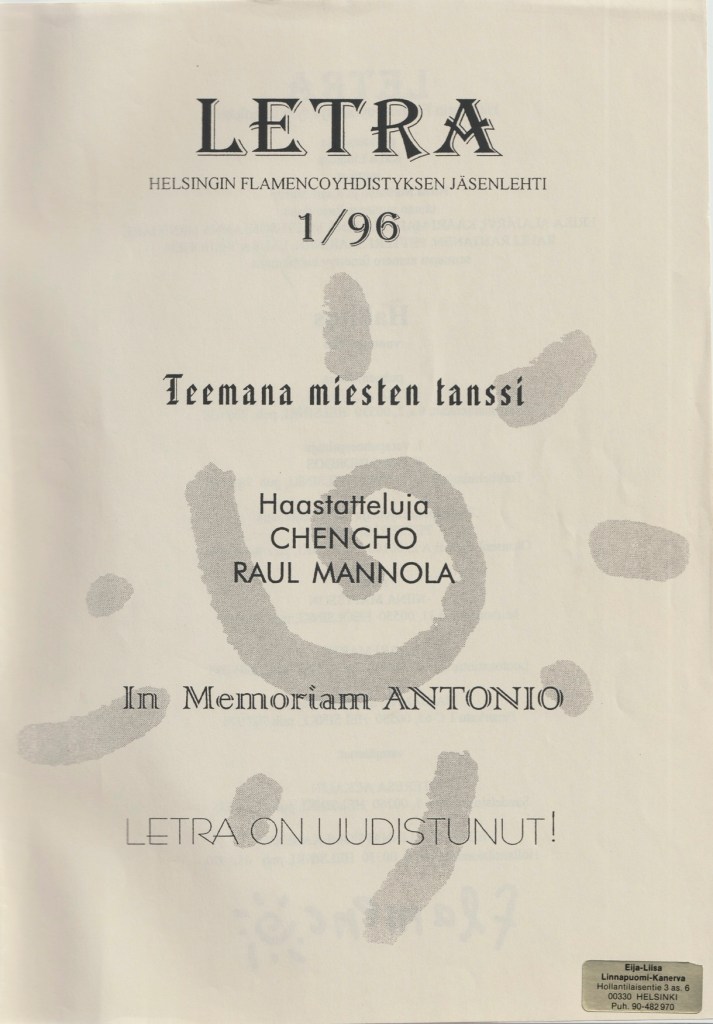 LETRA
HELSINGIN FLAMENCOYHDISTYKSEN JÄSENLEHTI
1/96
Teemana miesten tanssi
Haastatteluja
CHENCHO
RAUL MANNOLA
In Memoriam ANTONIO
LETRA ON UUDISTUNUT!
Eija-Liisa
Linnapuomi-Kanerva
Hollantilaisentie 3 as. 6
00330 HELSINKI
Puh. 90-482 970